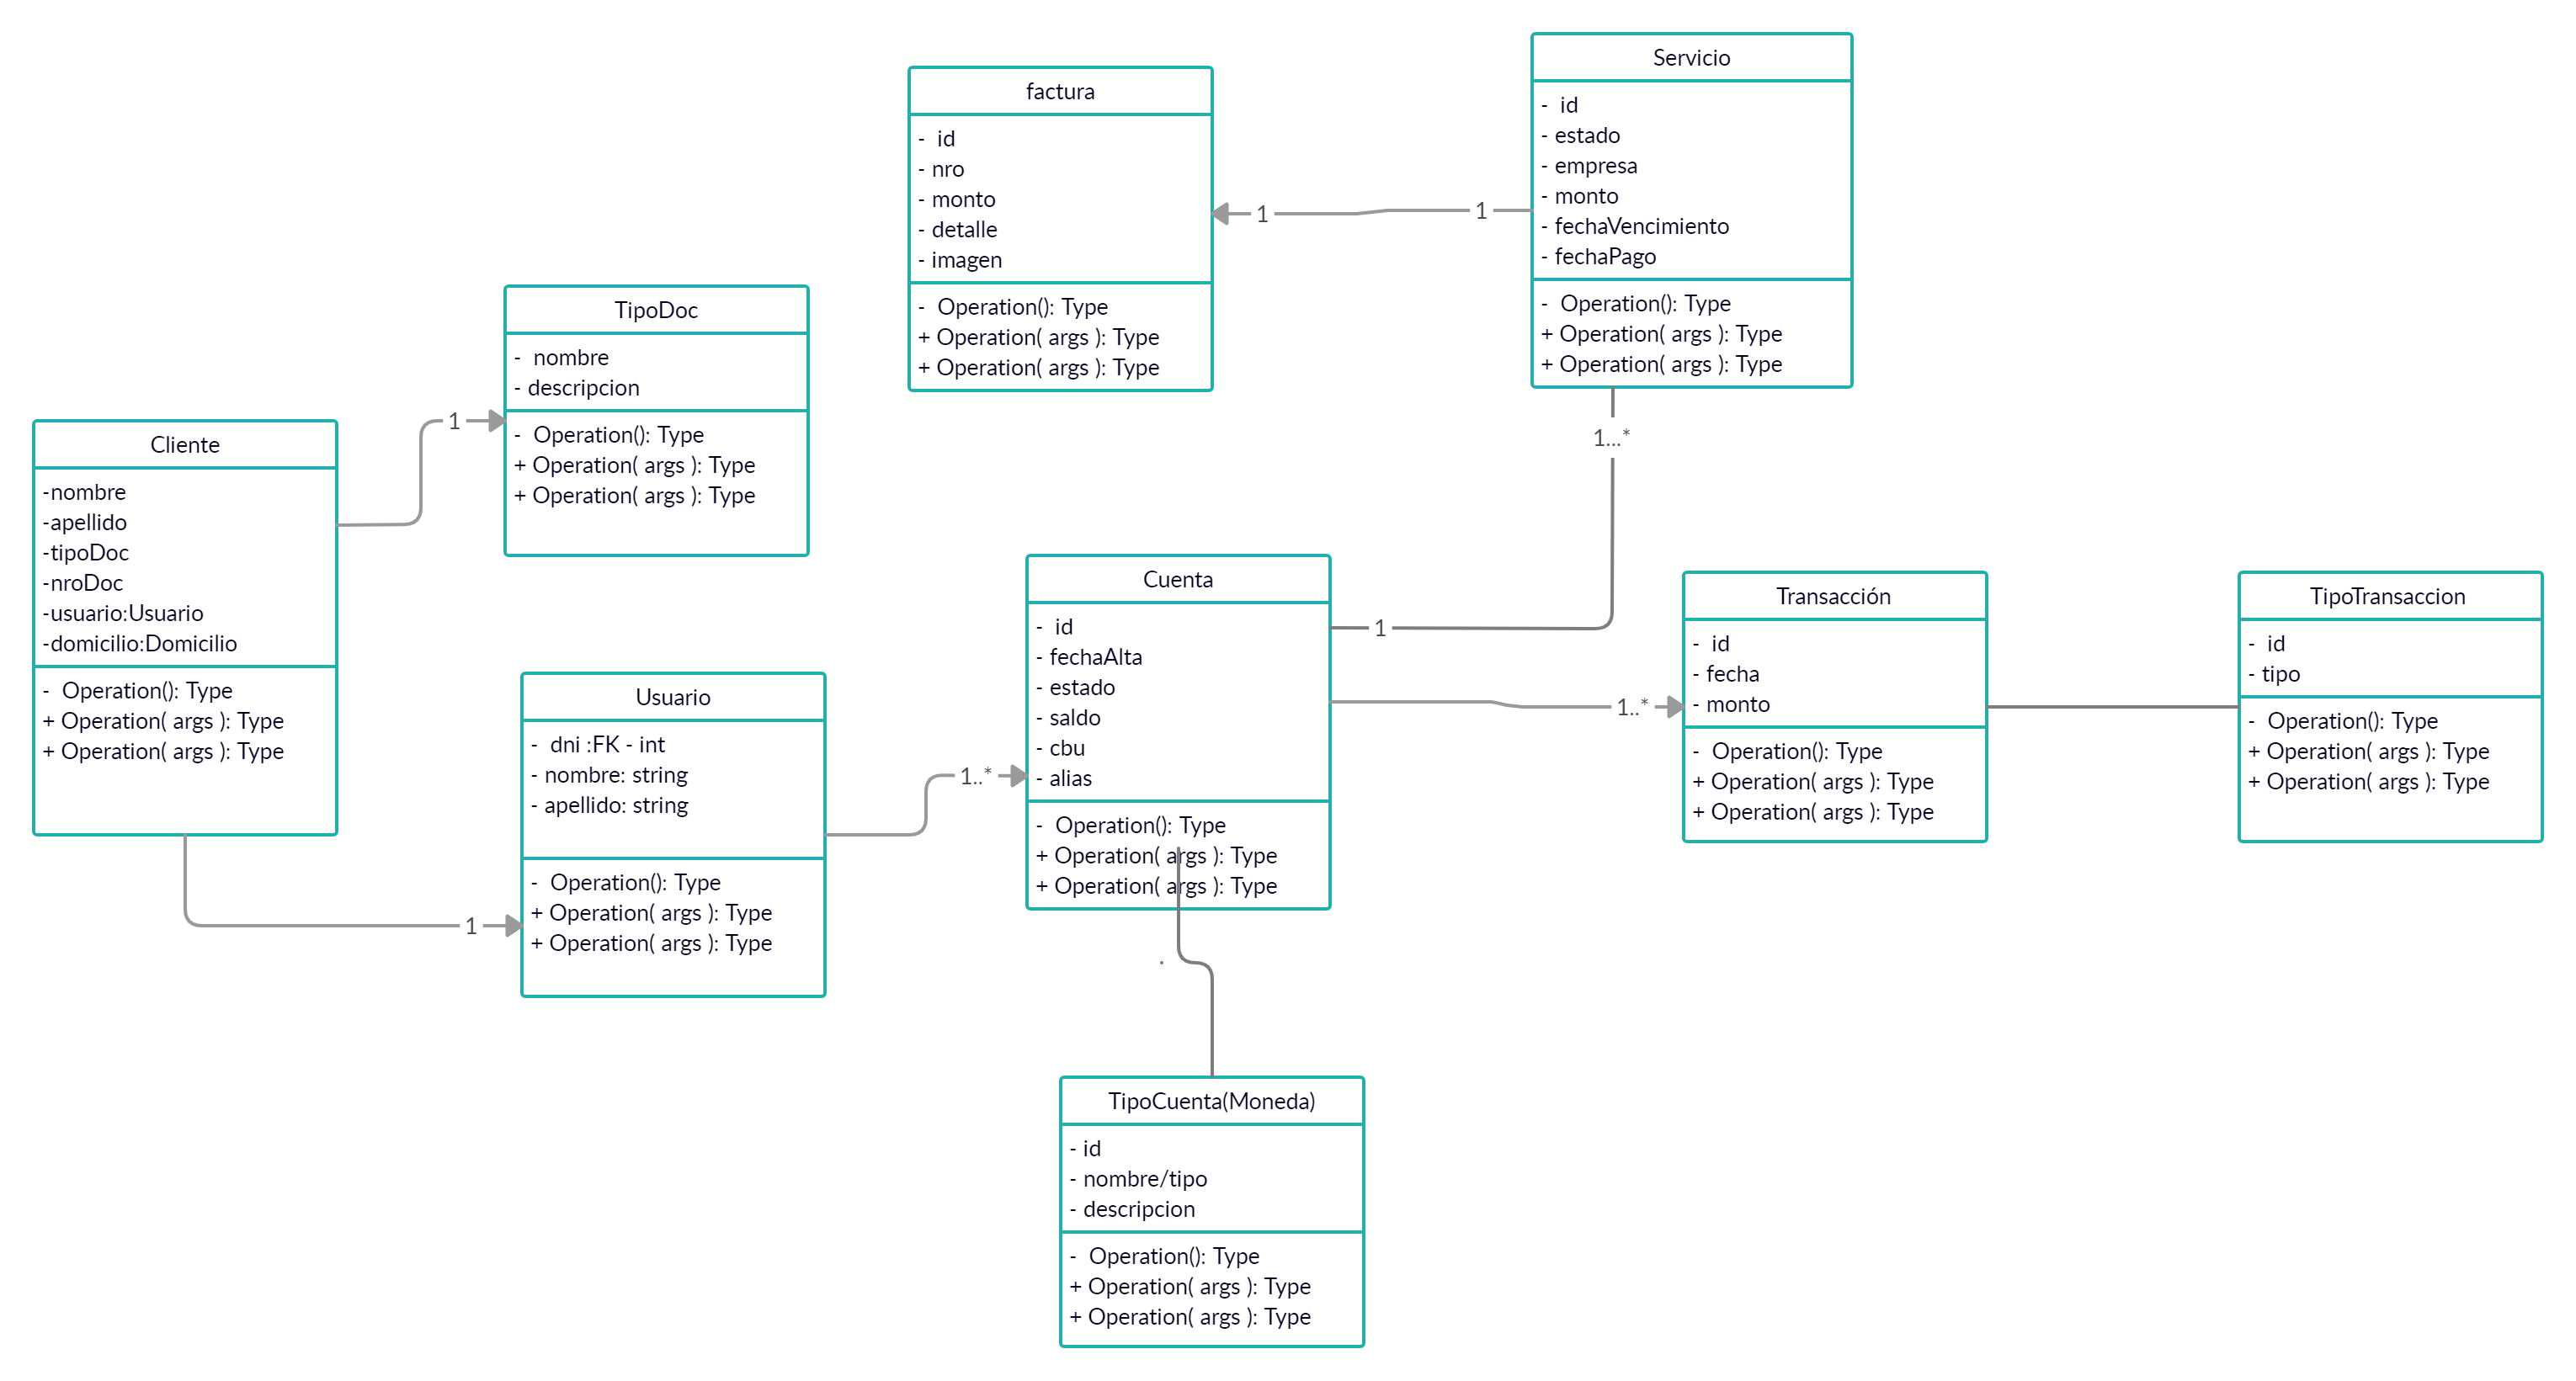 Servicio
- id
- estado
- empresa
- monto
- fechaVencimiento
- fechaPago
- Operation(): Type
+ Operation( args ): Type
+ Operation( args ): Type
factura
- id
- nro
- monto
- detalle
- imagen
- Operation(): Type
+ Operation( args ): Type
+ Operation( args ): Type
1
1
TipoDoc
- nombre
- descripcion
- Operation(): Type
+ Operation( args ): Type
+ Operation( args ): Type
1
Cliente
-nombre
-apellido
-tipoDoc
-nroDoc
-usuario:Usuario
-domicilio:Domicilio
- Operation(): Type
+ Operation( args ): Type
+ Operation( args ): Type
1
1...*
Cuenta
- id
- fechaAlta
- estado
- saldo
- cbu
- alias
- Operation(): Type
+ Operation( args ): Type
+ Operation( args ): Type
1
1..*
Transacción
- id
- fecha
- monto
- Operation(): Type
+ Operation( args ): Type
+ Operation( args ): Type
TipoTransaccion
- id
- tipo
- Operation(): Type
+ Operation( args ): Type
+ Operation( args ): Type
Usuario
- dni :FK - int
- nombre: string
- apellido: string
- Operation(): Type
+ Operation( args ): Type
+ Operation( args ): Type
1..*
.
TipoCuenta(Moneda)
- id
- nombre/tipo
- descripcion
- Operation(): Type
+ Operation( args ): Type
+ Operation( args ): Type